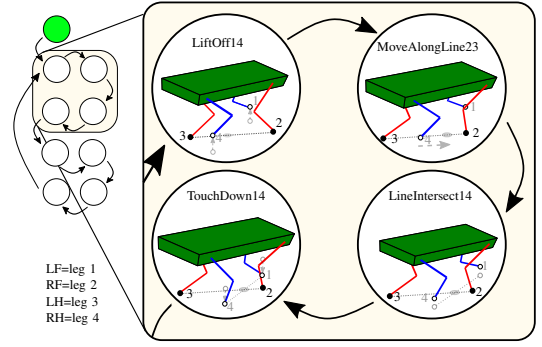 LiftOff14
1
3
4
2
MoveAlongLine23
1
3
4
2
TouchDown14
1
3
4
2
LineIntersect14
1
3
4
2
LF=leg 1
RF=leg 2
LH=leg 3
RH=leg 4